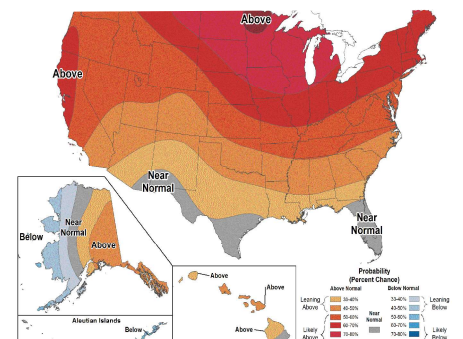 Above
Above
Near
Normal
Near
Normal
Near
Normal
Below
Above
Aleutian Islands
Below
Above
Above
Above
Probability
(Percent Chance)
Above Normal
Below Normal
Leaning
Above
Likely
Above
33-40%
40-50%
50-60%
60-70%
70-80%
Near
Normal
33-40%
40-50%
50-60%
60-70%
70-80%
Leaning
Below
Likely
Below